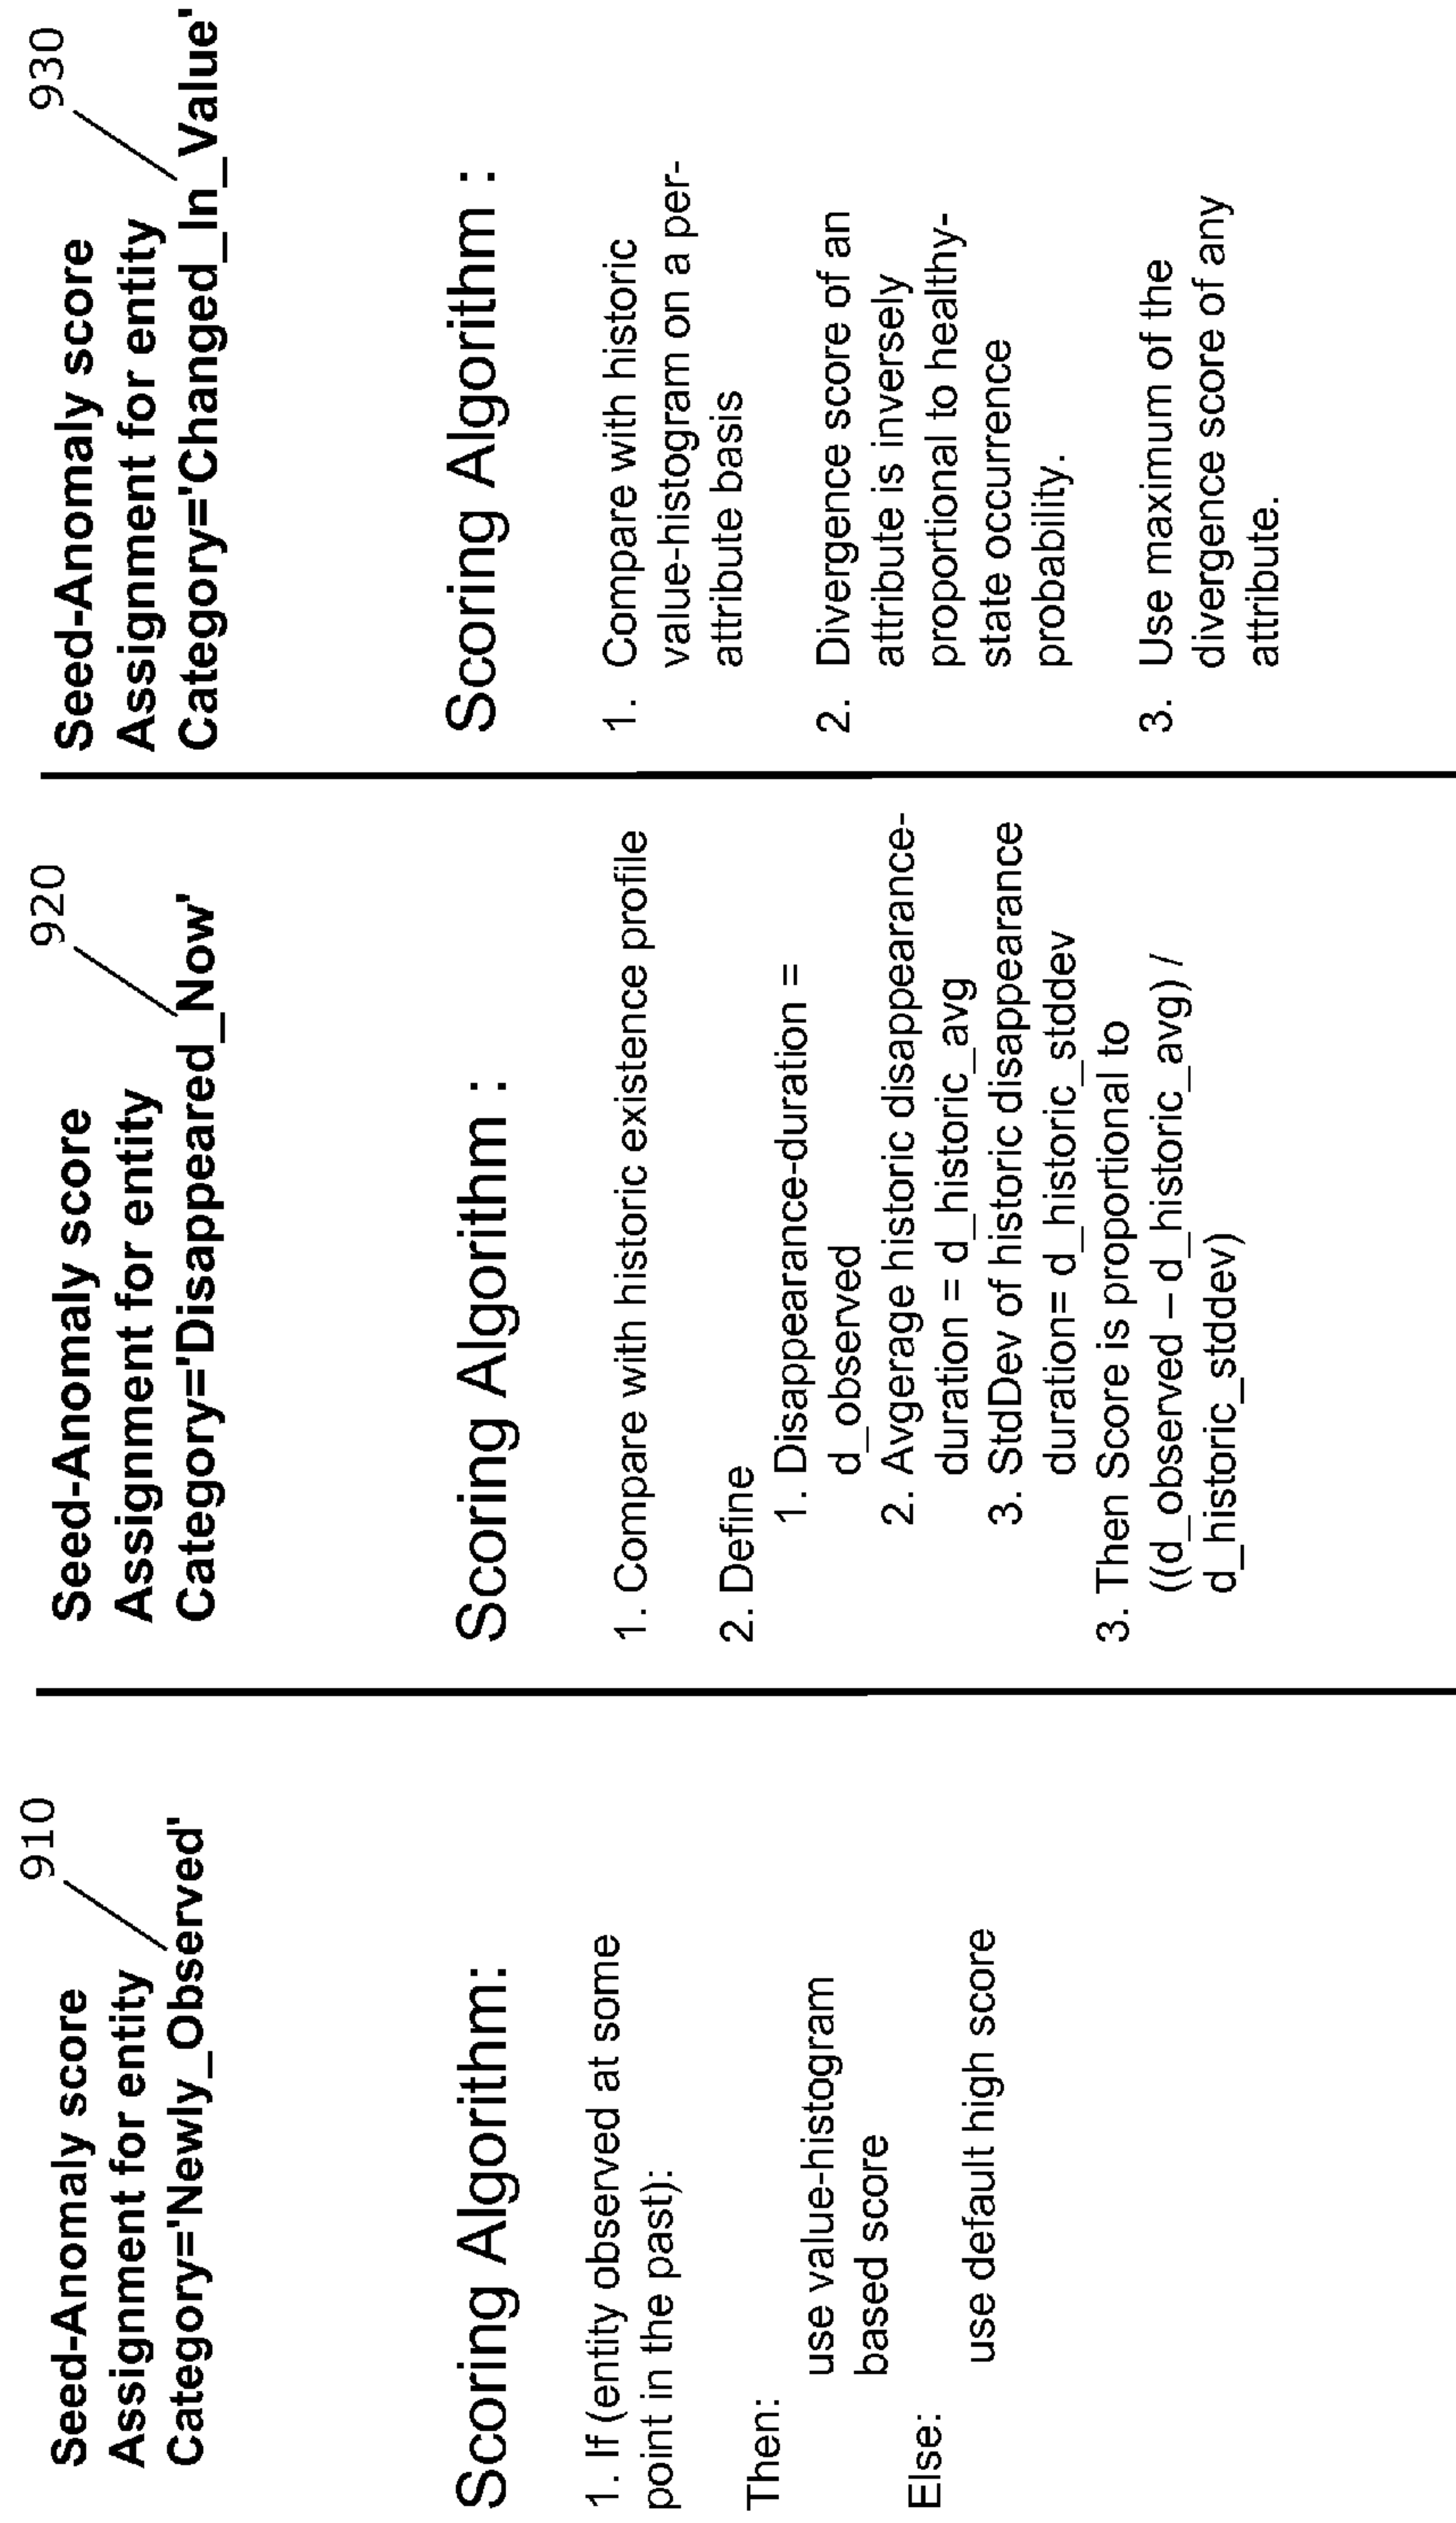 910
Seed-Anomaly score
Assignment for entity
Category='Newly_Observed'
Scoring Algorithm:
1. If (entity observed at some
point in the past):
Then:
use value-histogram
based score
Else:
use default high score
920
Seed-Anomaly score
Assignment for entity
Category='Disappeared_Now'
Scoring Algorithm :
1. Compare with historic existence profile
2. Define
1. Disappearance-duration =
d_observed
2. Avgerage historic disappearance-
duration = d_historic_avg
3. StdDev of historic disappearance
duration= d_historic_stddev
3. Then Score is proportional to
((d_observed – d_historic_avg) /
d_historic_stddev)
930
Seed-Anomaly score
Assignment for entity
Category='Changed_In_Value'
Scoring Algorithm :
1. Compare with historic
value-histogram on a per-
attribute basis
2. Divergence score of an
attribute is inversely
proportional to healthy-
state occurrence
probability.
3. Use maximum of the
divergence score of any
attribute.